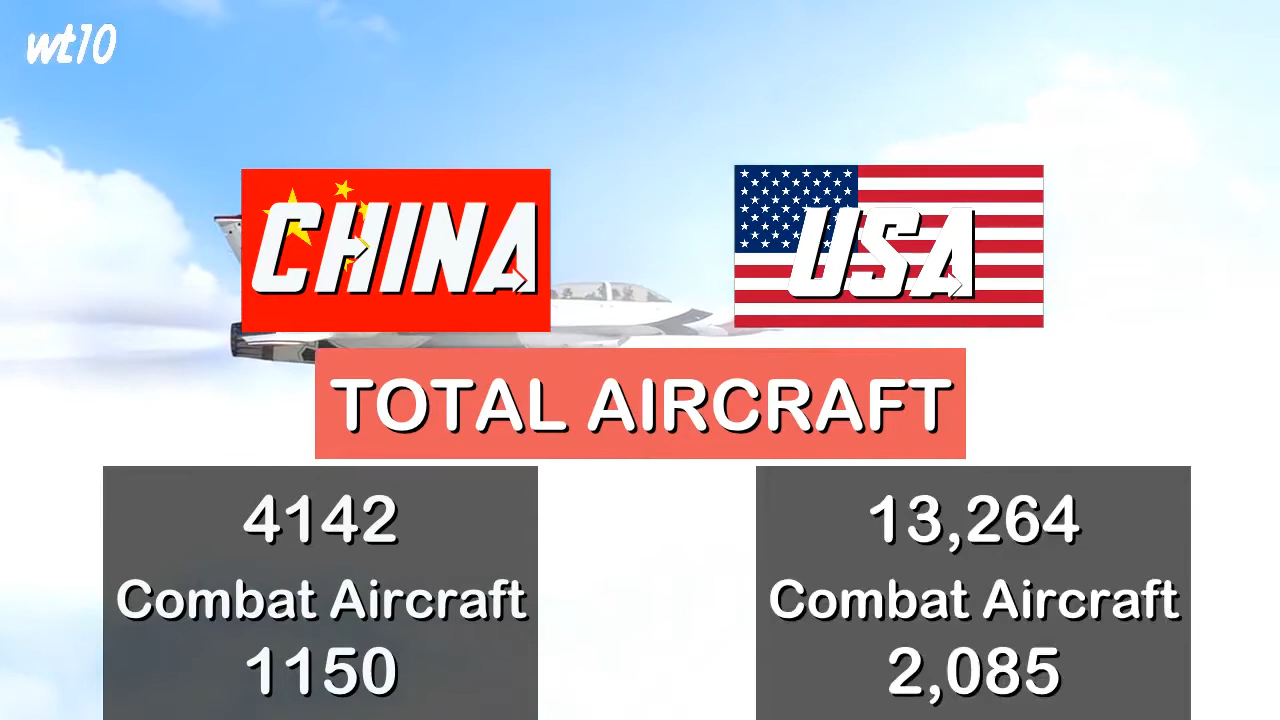 wt10
CHINA
USA
TOTAL AIRCRAFT
4142
Combat Aircraft
1150
13,264
Combat Aircraft
2,085